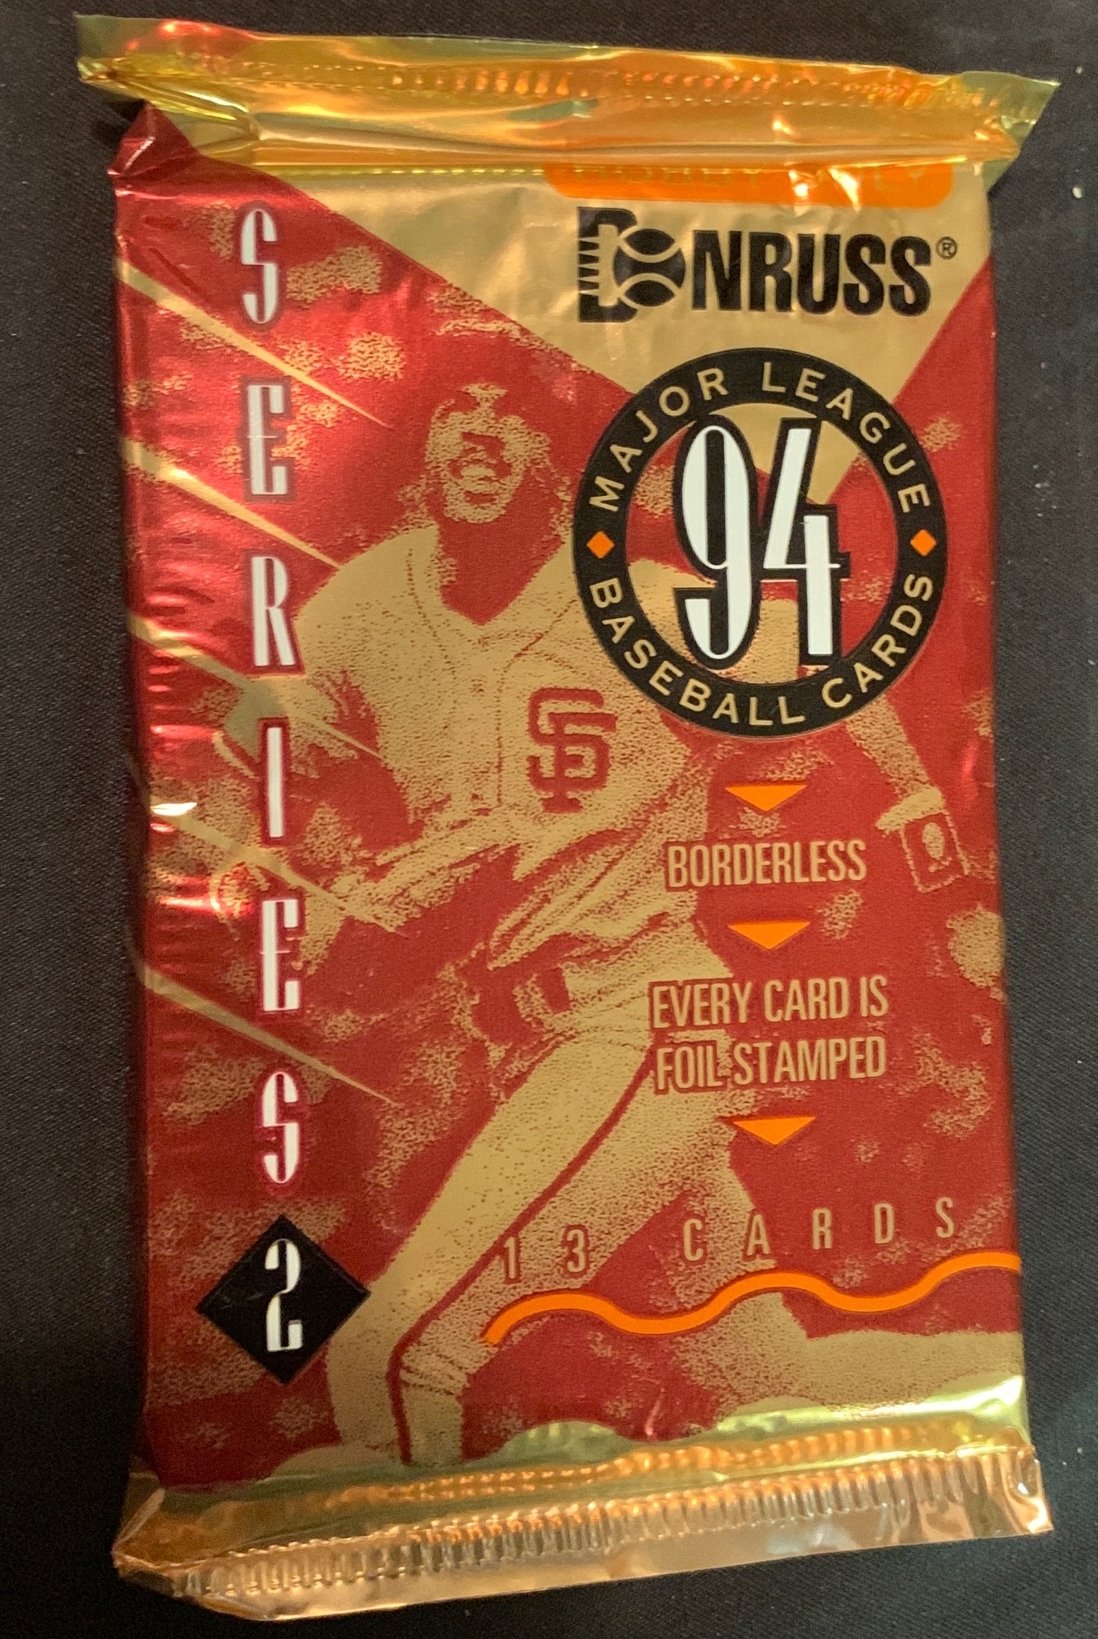 DONRUSS®
MAJOR LEAGUE
94
BASEBALL CARDS
SERIES
2
BORDERLESS
EVERY CARD IS
FOIL-STAMPED
13 CARDS
SF